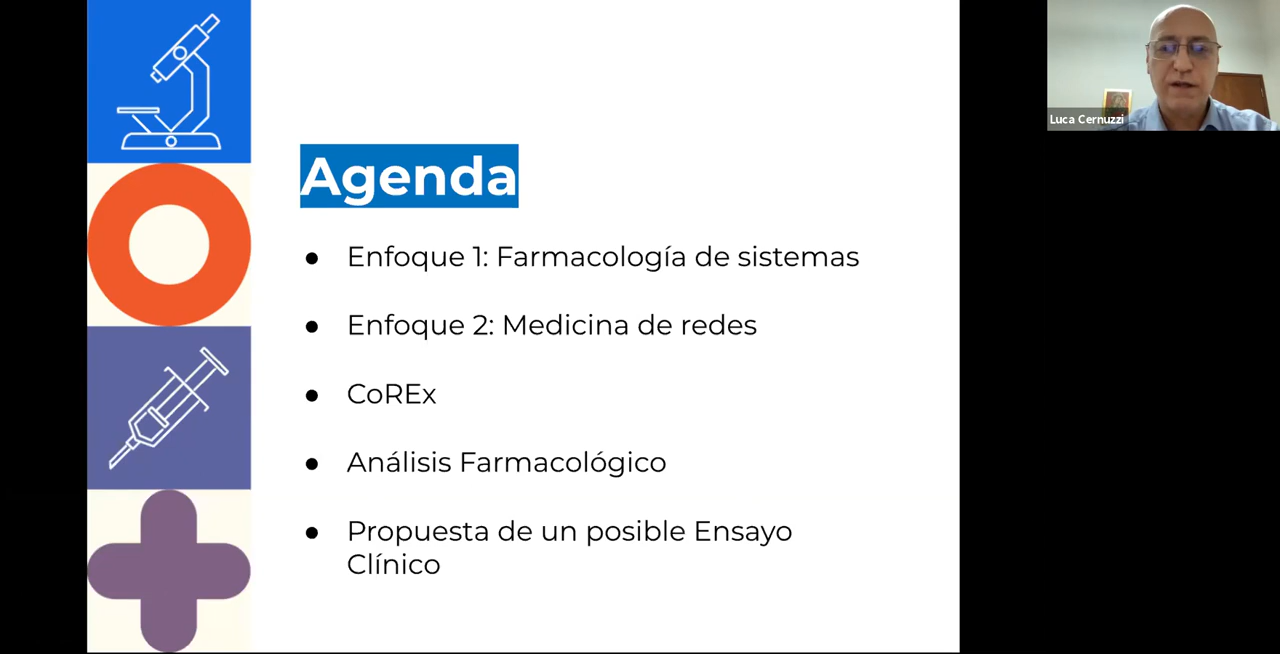 Agenda
● Enfoque 1: Farmacología de sistemas
● Enfoque 2: Medicina de redes
● CoREx
● Análisis Farmacológico
● Propuesta de un posible Ensayo
Clínico
Luca Cernuzzi